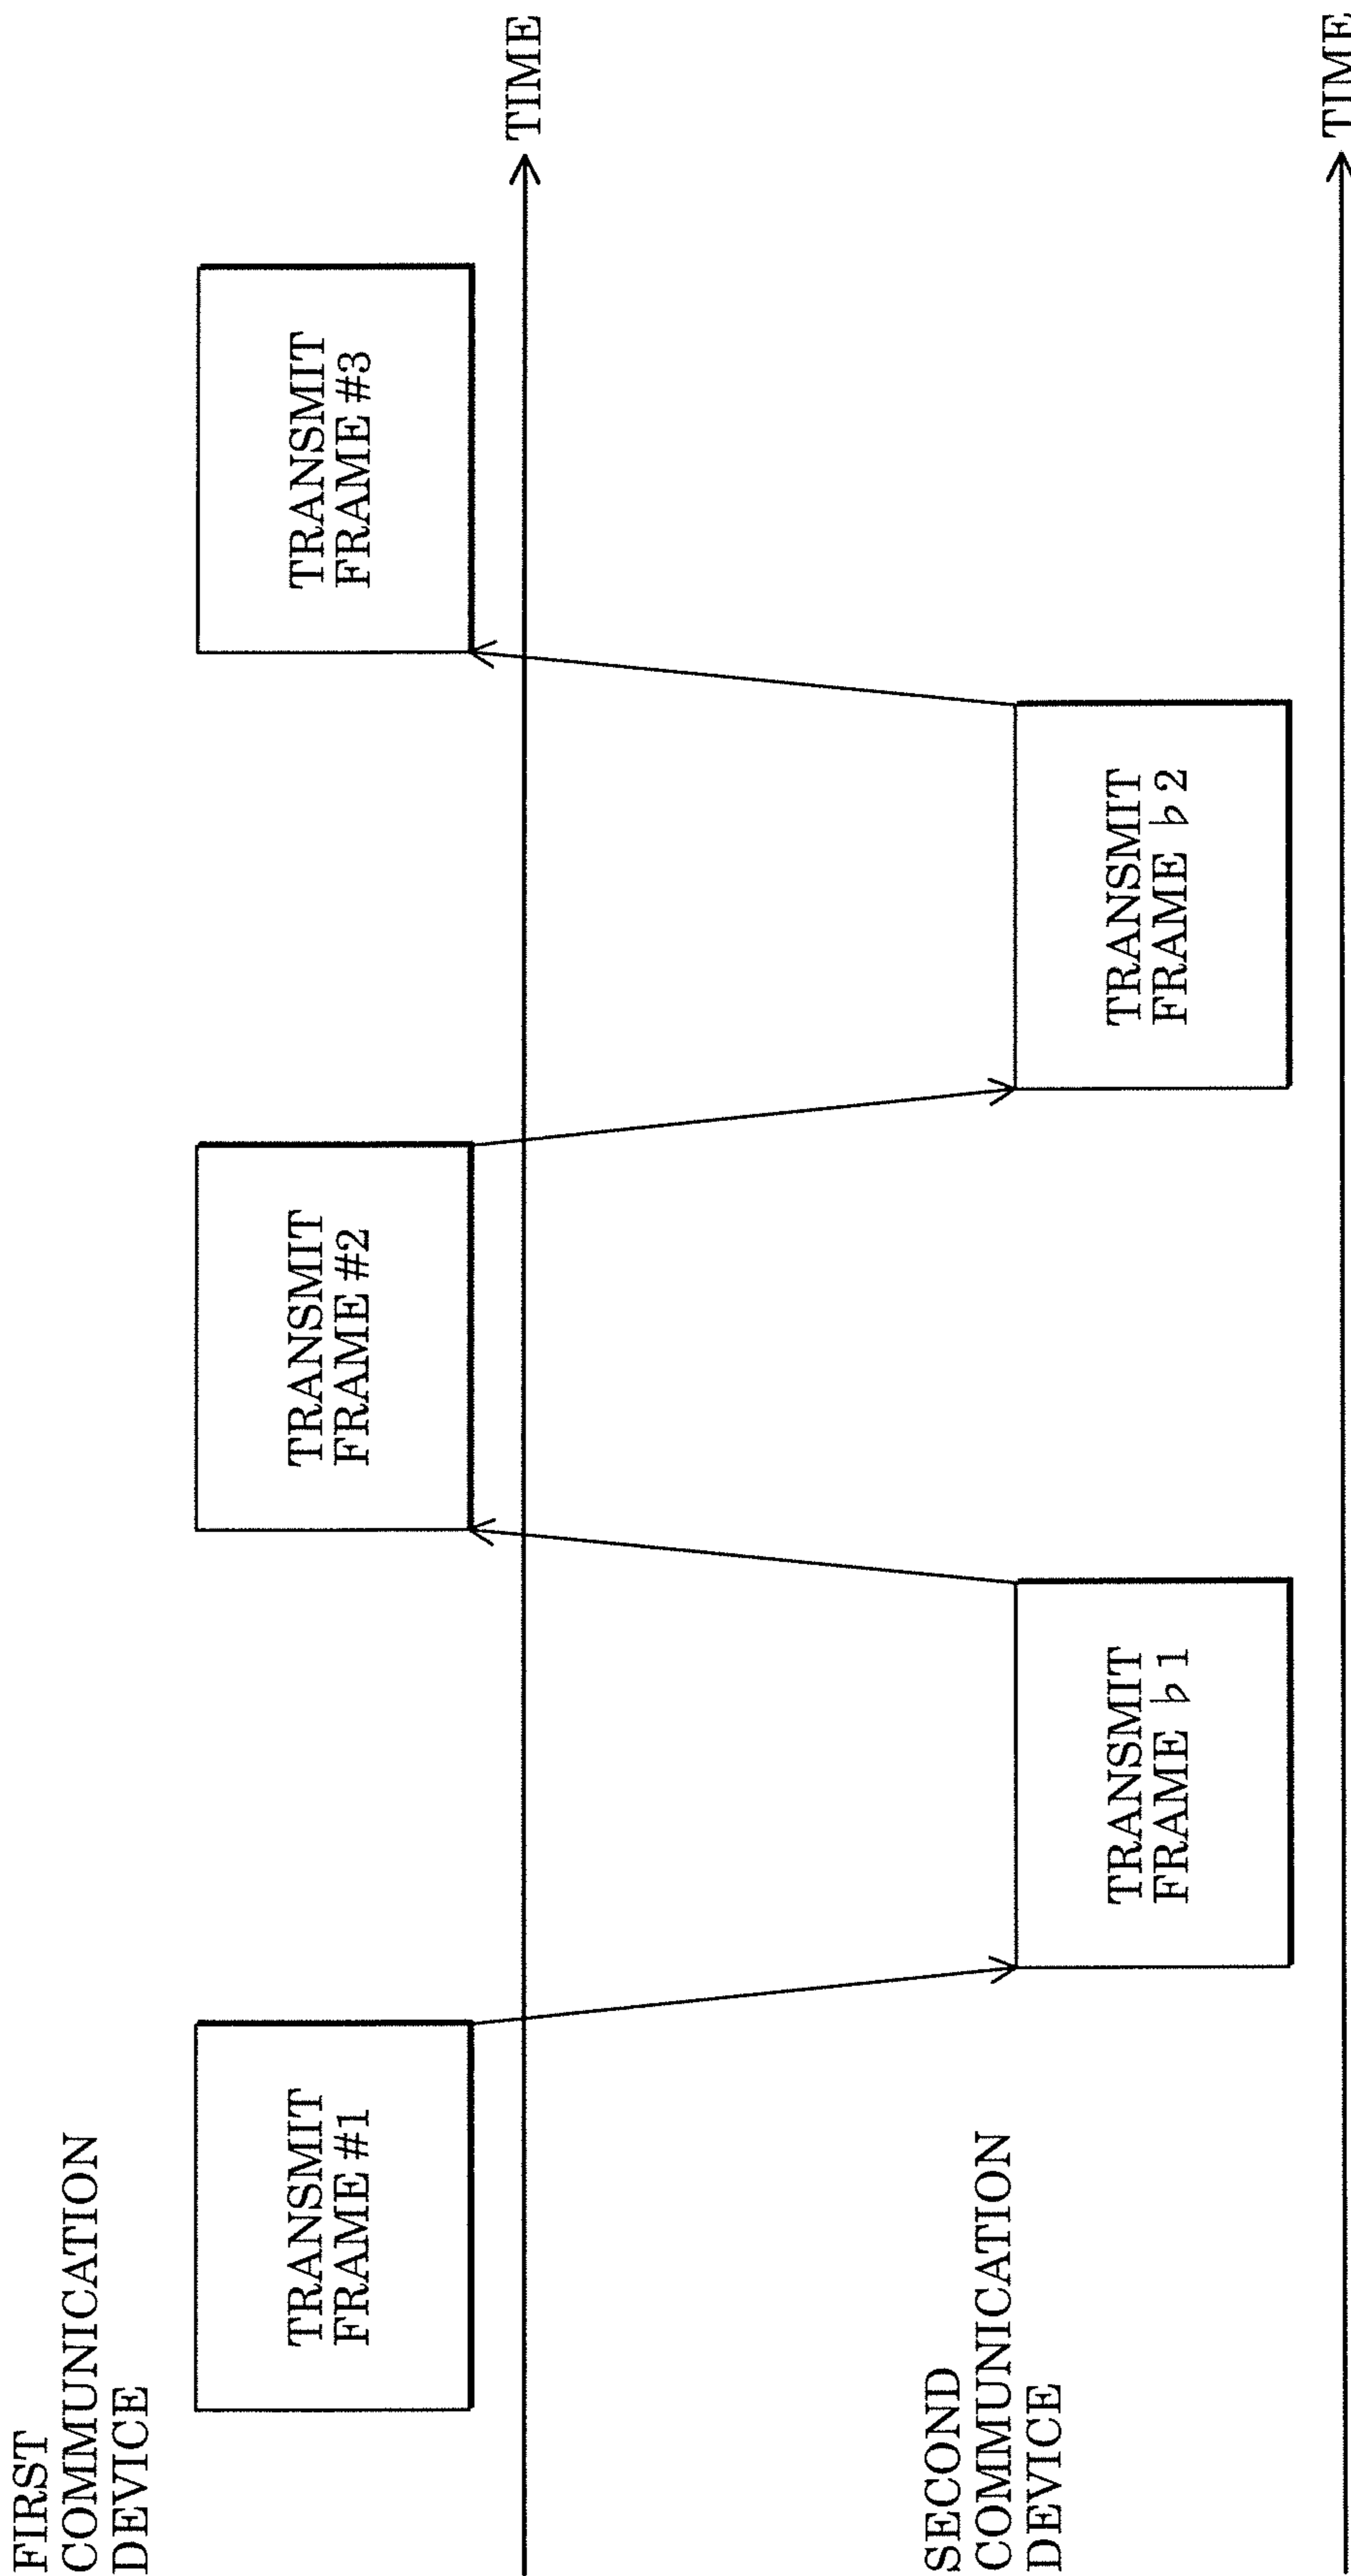 FIRST
COMMUNICATION
DEVICE
TRANSMIT
FRAME #1
TRANSMIT
FRAME #2
TRANSMIT
FRAME #3
TIME
SECOND
COMMUNICATION
DEVICE
TRANSMIT
FRAME ♭1
TRANSMIT
FRAME ♭2
TIME